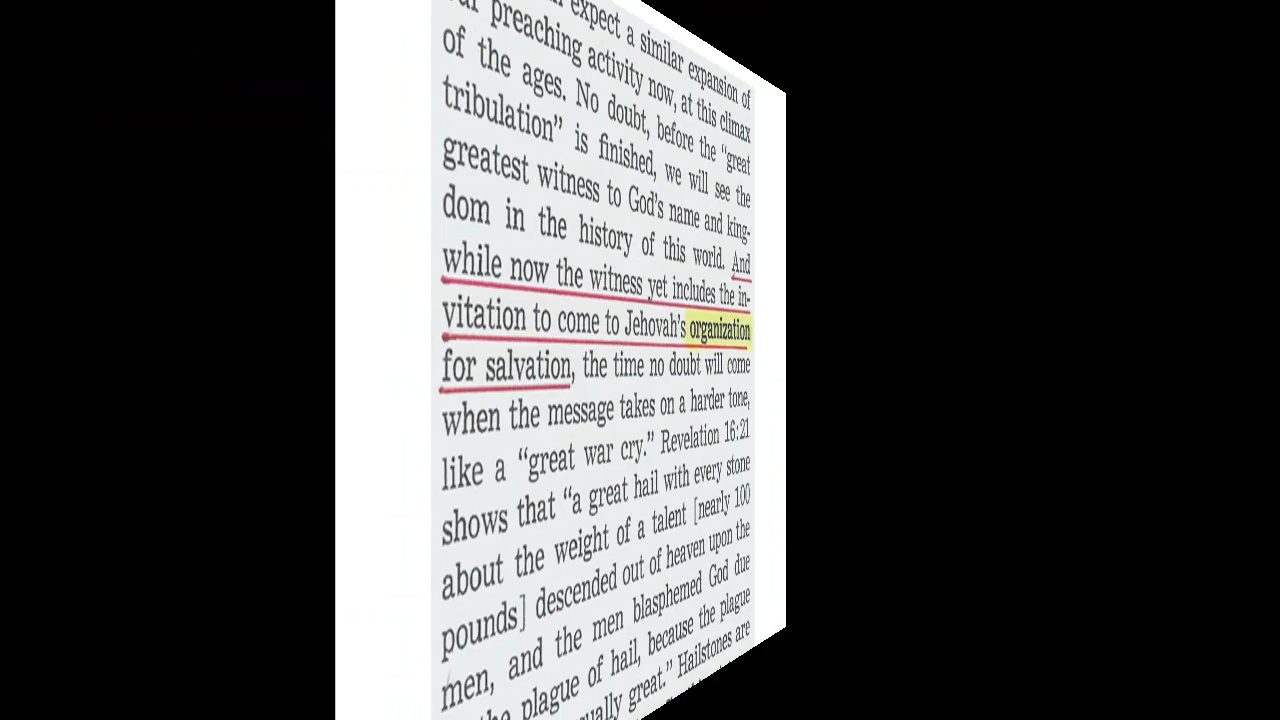 expect a similar expansion of
preaching activity now, at this climax
of the ages. No doubt, before the “great
tribulation” is finished, we will see the
greatest witness to God’s name and king-
dom in the history of this world. And
while now the witness yet includes the in-
vitation to come to Jehovah’s organization
for salvation, the time no doubt will come
when the message takes on a harder tone,
like a “great war cry.” Revelation 16:21
shows that “a great hail with every stone
about the weight of a talent [nearly 100
pounds] descended out of heaven upon the
men, and the men blasphemed God due
the plague of hail, because the plague
great.” Hailstones are